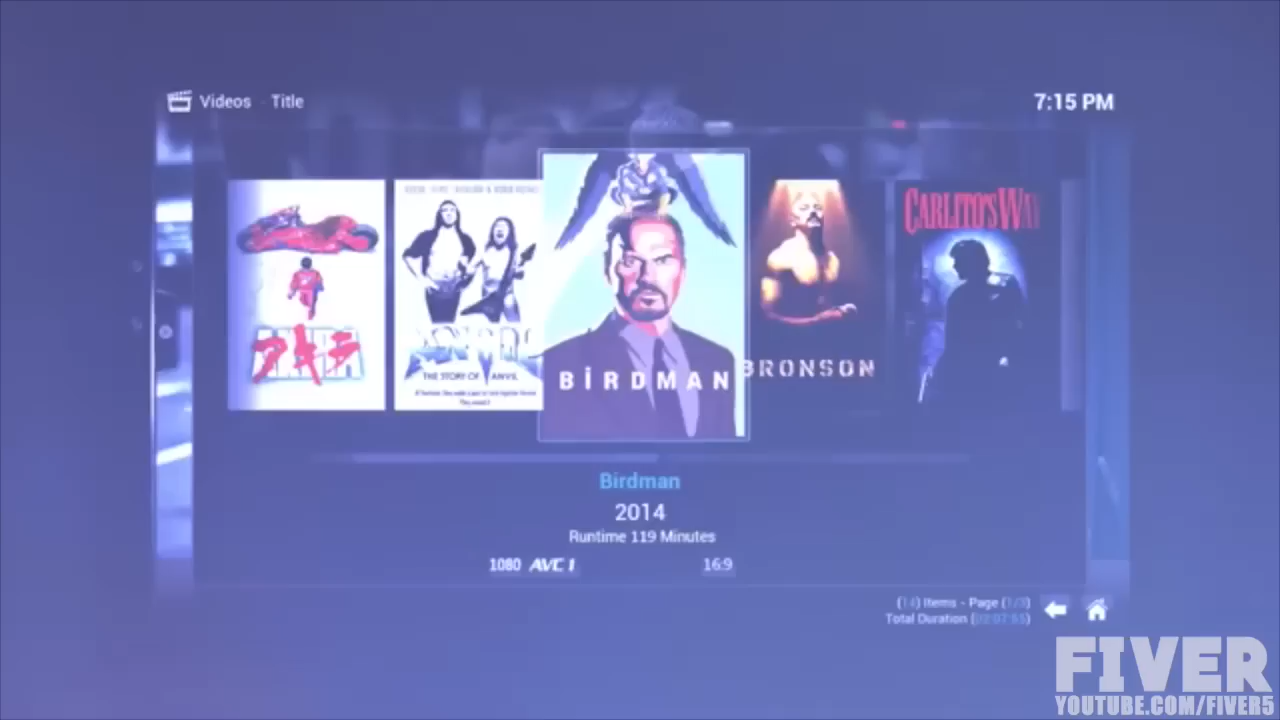 Videos · Title
7:15 PM
アキラ
THE STORY OF ANVIL
BiRDMAN
BRONSON
CARLITO'S WAY
Birdman
2014
Runtime 119 Minutes
1080 AVC1
16:9
Items - Page
Total Duration
FIVER
YOUTUBE.COM/FIVER5